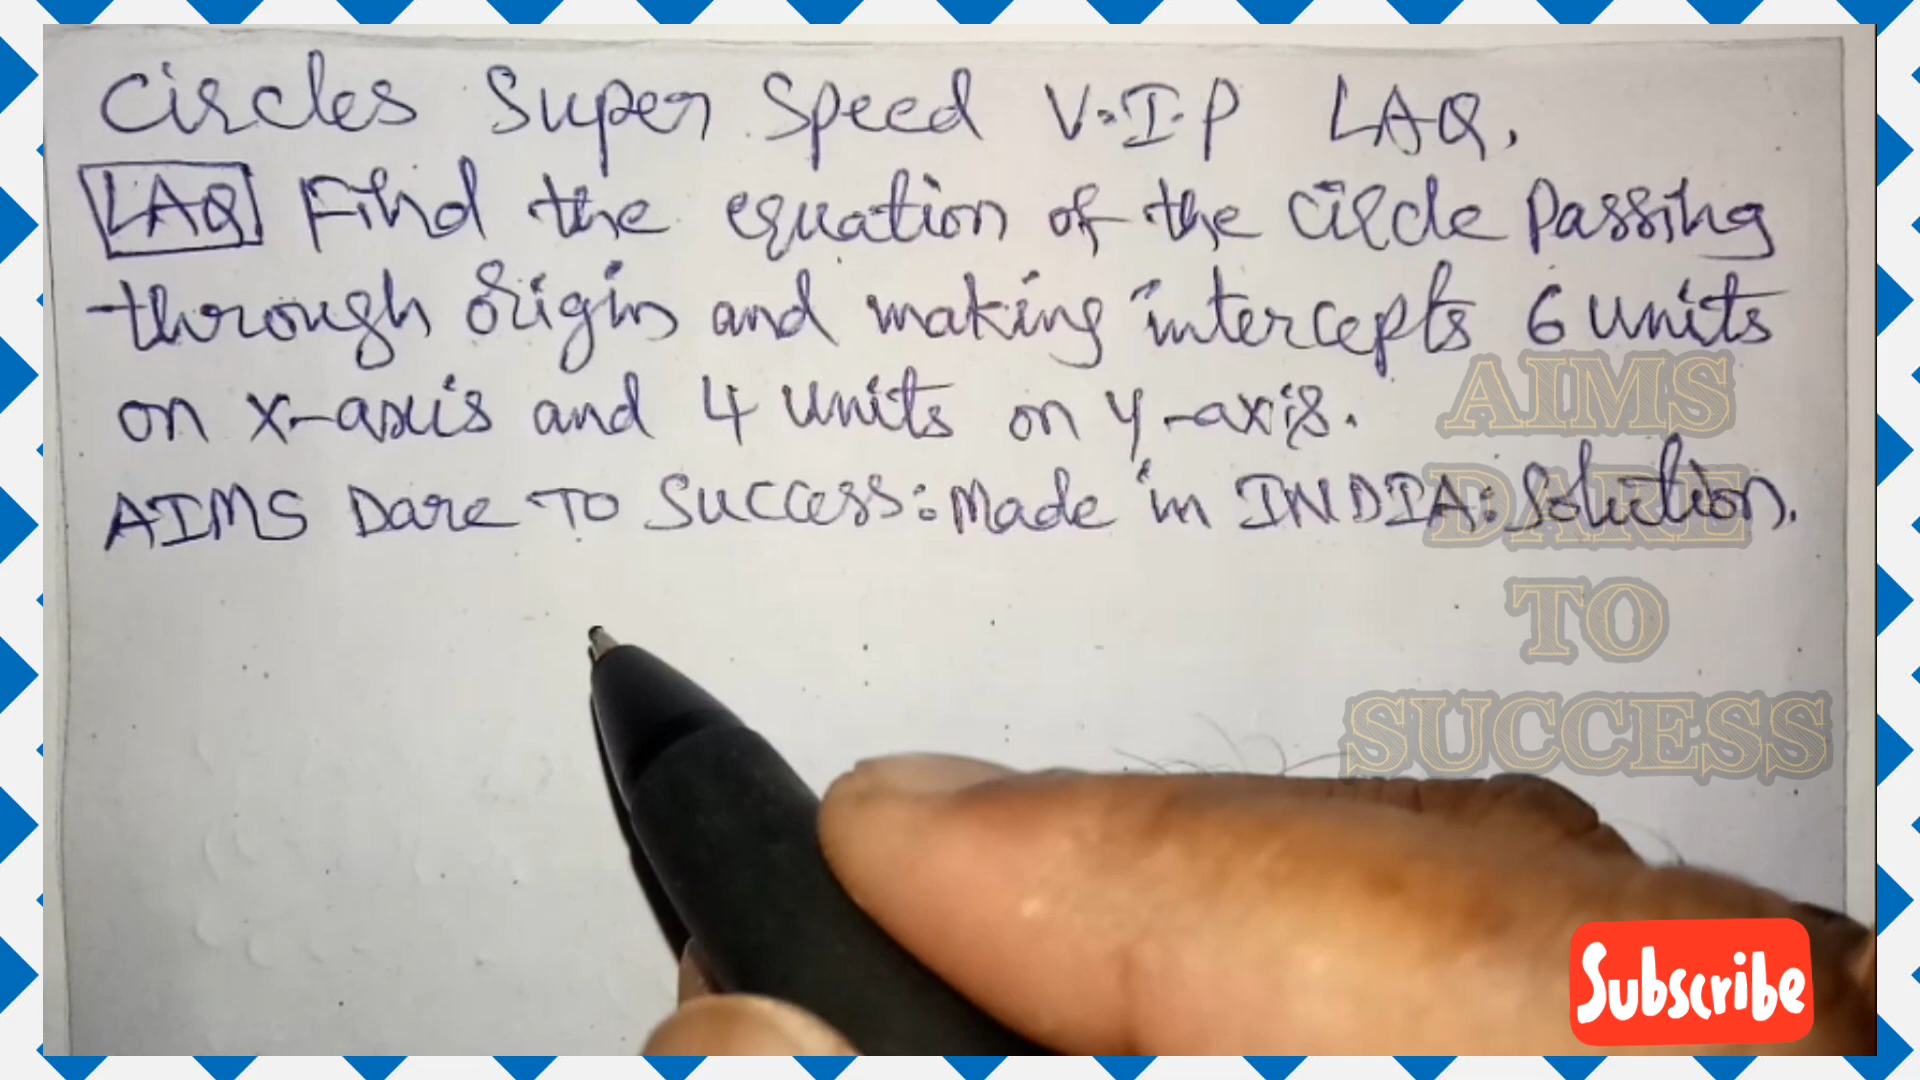 Circles Super Speed V.I.P LAQ.
LAQ Find the equation of the circle Passing
through origin and making intercepts 6 units
on x-axis and 4 units on y-axis.
AIMS Dare TO Success: Made in INDIA: Solution.
AIMS
DARE
TO
SUCCESS
Subscribe